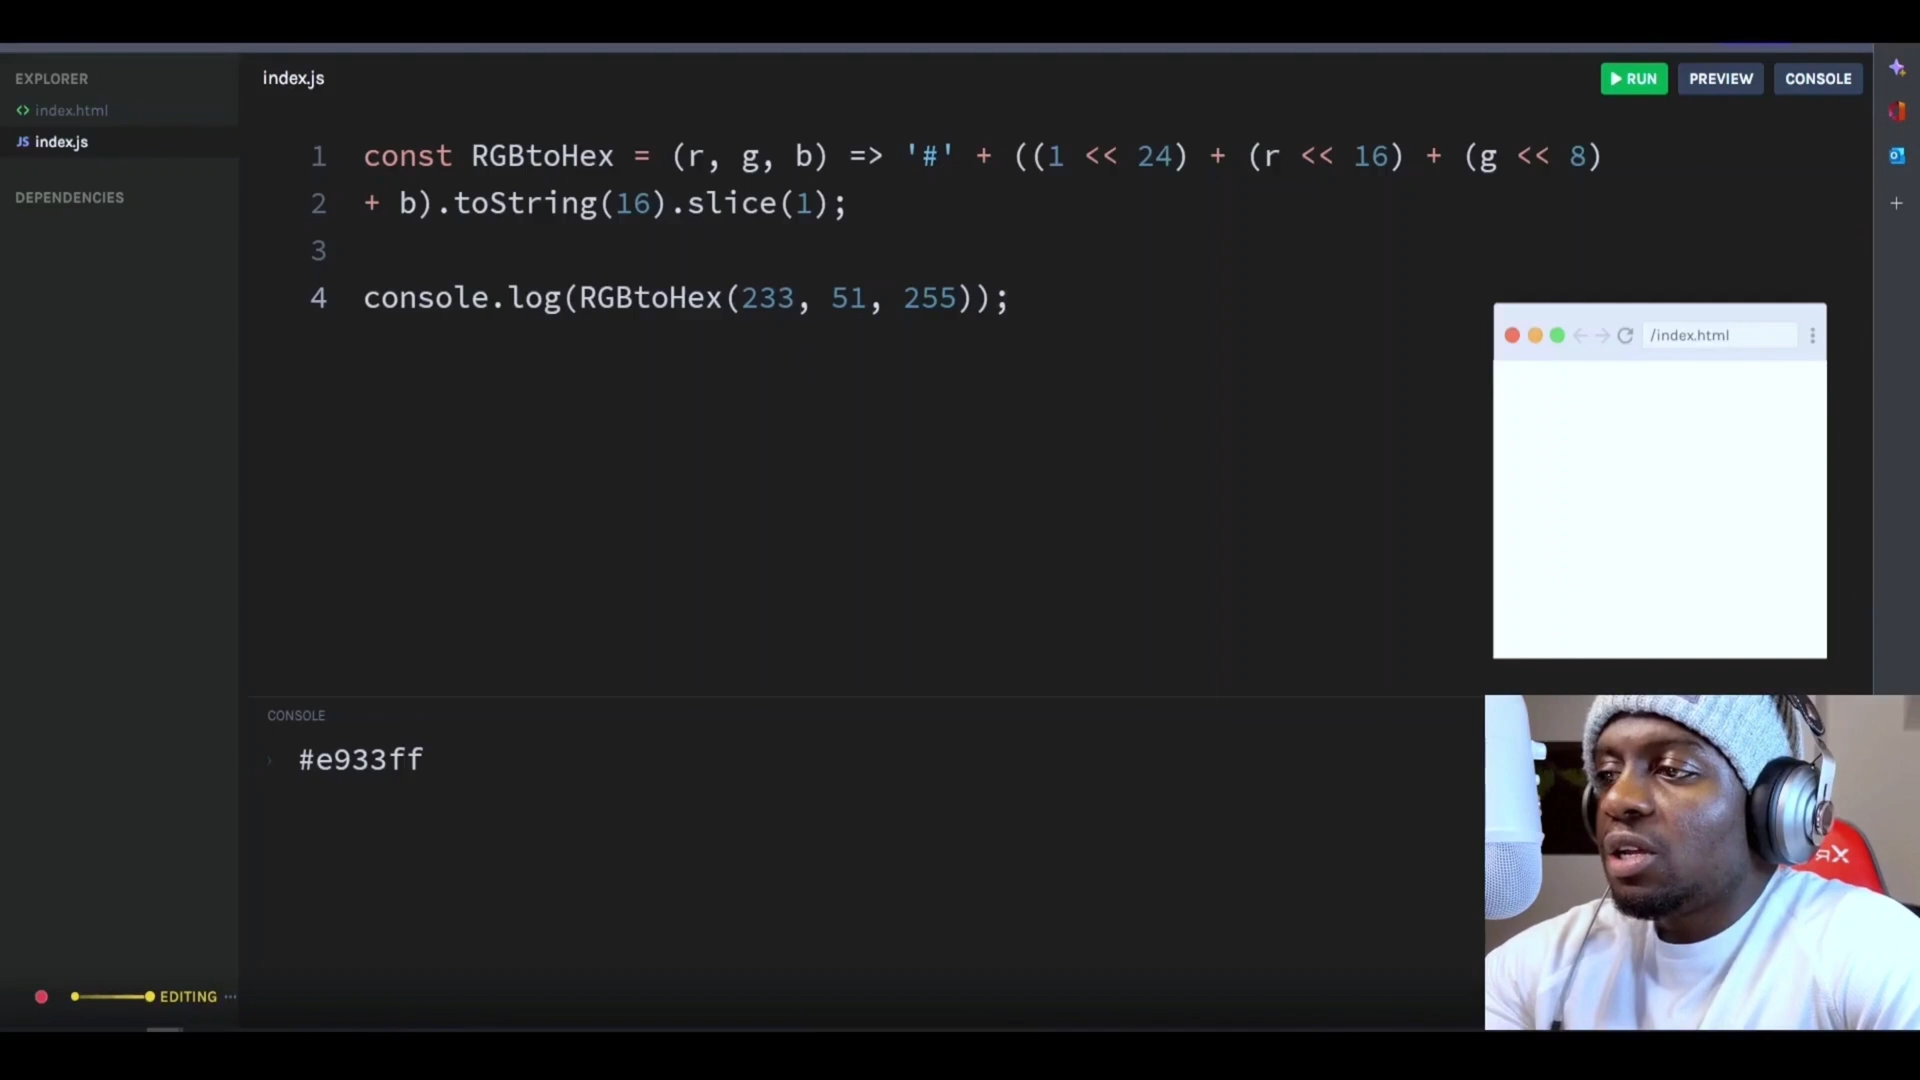 EXPLORER
index.html
JS index.js
DEPENDENCIES
index.js
RUN
PREVIEW
CONSOLE
1 const RGBtoHex = (r, g, b) => '#' + ((1 << 24) + (r << 16) + (g << 8)
2 + b).toString(16).slice(1);
3
4 console.log(RGBtoHex(233, 51, 255));
/index.html
CONSOLE
#e933ff
EDITING ···